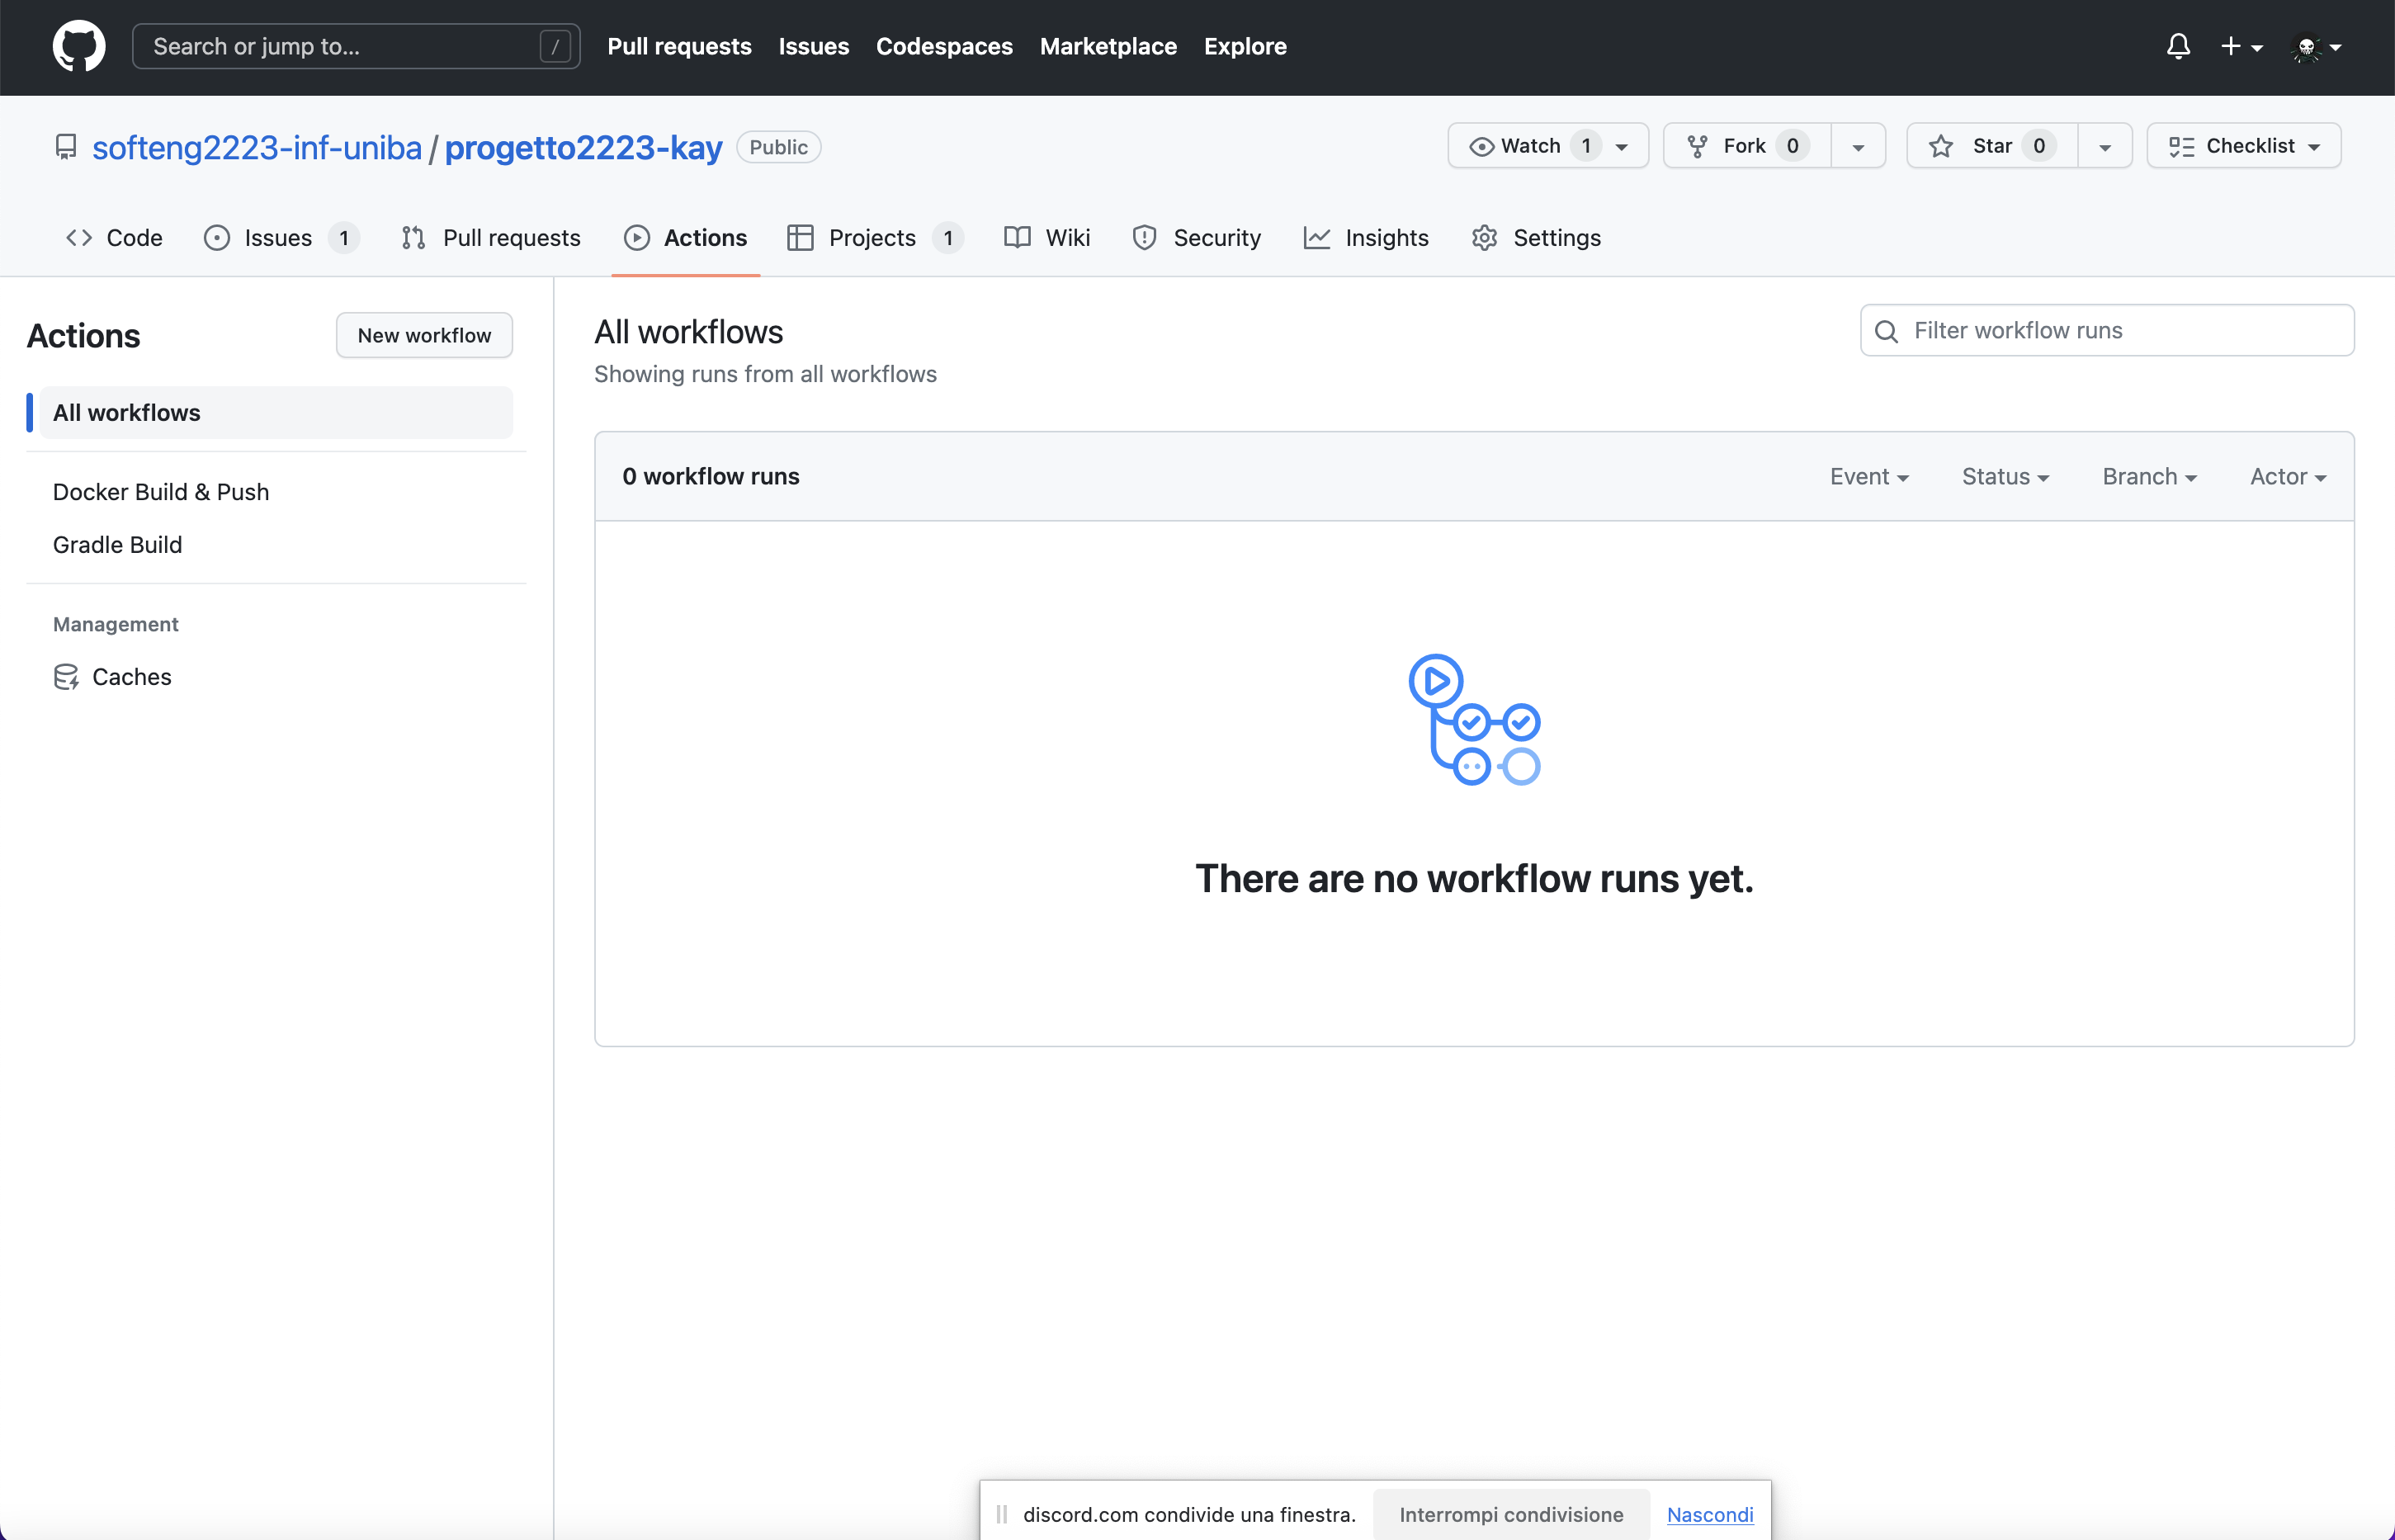 Search or jump to... / Pull requests Issues Codespaces Marketplace Explore
softeng2223-inf-uniba / progetto2223-kay Public Watch 1 Fork 0 Star 0 Checklist
Code Issues 1 Pull requests Actions Projects 1 Wiki Security Insights Settings
Actions New workflow
All workflows
Docker Build & Push
Gradle Build
Management
Caches
All workflows
Showing runs from all workflows
Filter workflow runs
0 workflow runs Event Status Branch Actor
There are no workflow runs yet.
discord.com condivide una finestra. Interrompi condivisione Nascondi